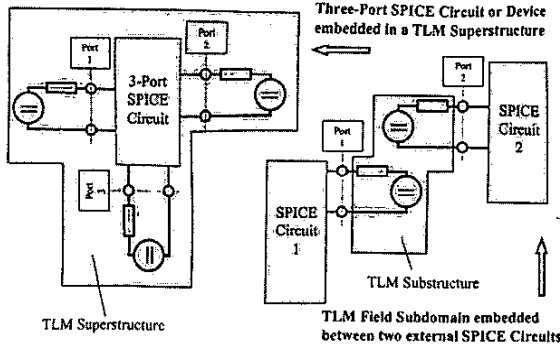 Three-Port SPICE Circuit or Device
embedded in a TLM Superstructure
Port
1
Port
2
3-Port
SPICE
Circuit
Port
3
TLM Superstructure
Port
2
SPICE
Circuit
2
Port
1
SPICE
Circuit
1
TLM Substructure
TLM Field Subdomain embedded
between two external SPICE Circuits